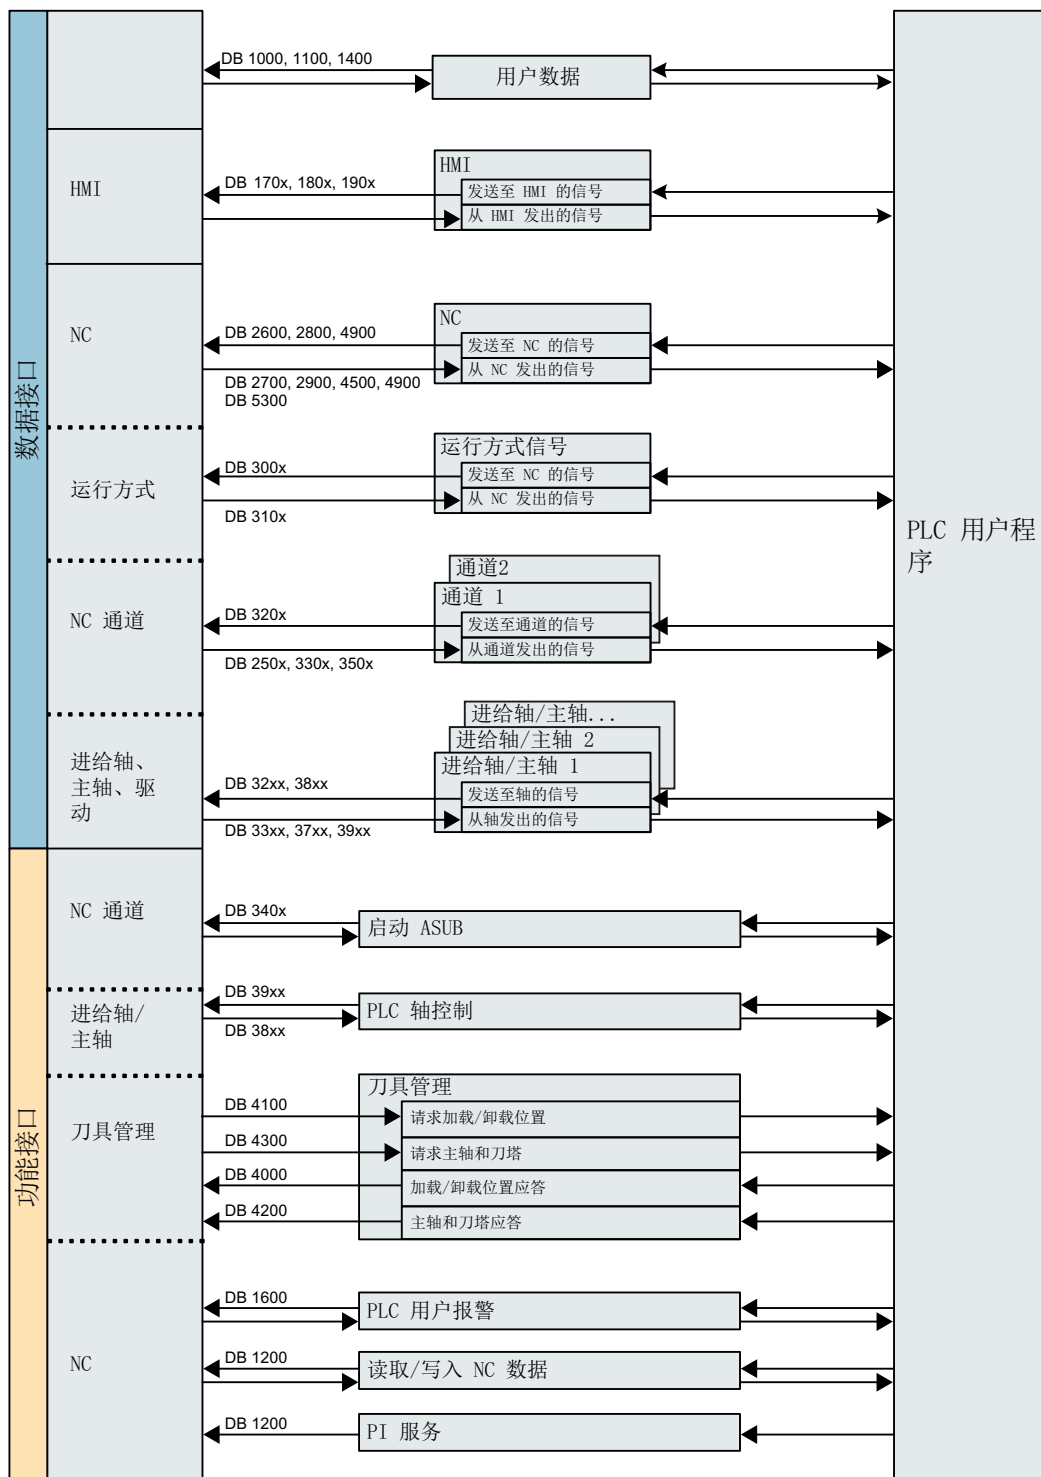 DB 1000, 1100, 1400
用户数据
HMI
HMI
DB 170x, 180x, 190x
发送至 HMI 的信号
从 HMI 发出的信号
NC
NC
DB 2600, 2800, 4900
发送至 NC 的信号
从 NC 发出的信号
DB 2700, 2900, 4500, 4900
DB 5300
数据接口
运行方式
运行方式信号
DB 300x
发送至 NC 的信号
从 NC 发出的信号
DB 310x
PLC 用户程
序
NC 通道
通道2
通道 1
DB 320x
发送至通道的信号
从通道发出的信号
DB 250x, 330x, 350x
进给轴、
主轴、驱
动
进给轴/主轴...
进给轴/主轴 2
进给轴/主轴 1
DB 32xx, 38xx
发送至轴的信号
从轴发出的信号
DB 33xx, 37xx, 39xx
NC 通道
DB 340x
启动 ASUB
进给轴/
主轴
DB 39xx
PLC 轴控制
DB 38xx
功能接口
刀具管理
刀具管理
DB 4100
请求加载/卸载位置
DB 4300
请求主轴和刀塔
DB 4000
加载/卸载位置应答
DB 4200
主轴和刀塔应答
NC
DB 1600
PLC 用户报警
DB 1200
读取/写入 NC 数据
DB 1200
PI 服务